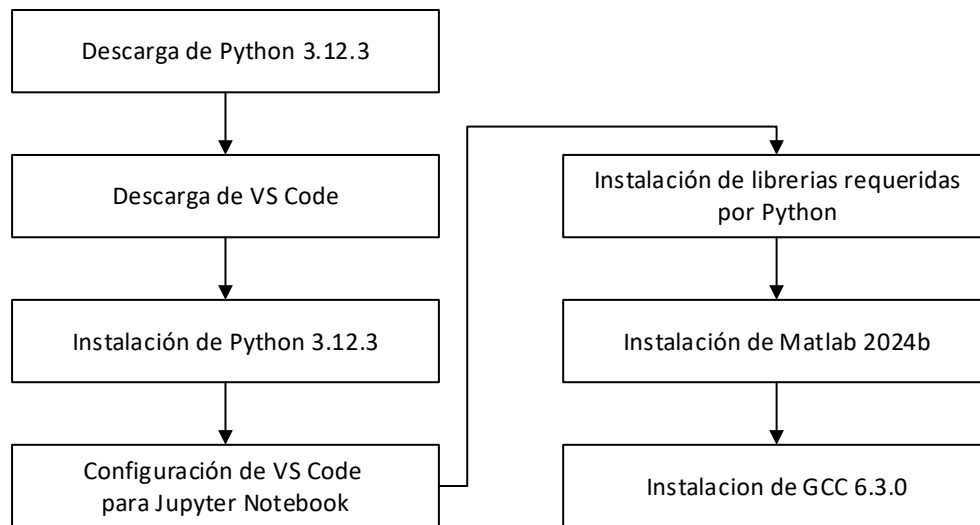 Descarga de Python 3.12.3
Descarga de VS Code
Instalación de Python 3.12.3
Configuración de VS Code
para Jupyter Notebook
Instalación de librerias requeridas
por Python
Instalación de Matlab 2024b
Instalacion de GCC 6.3.0